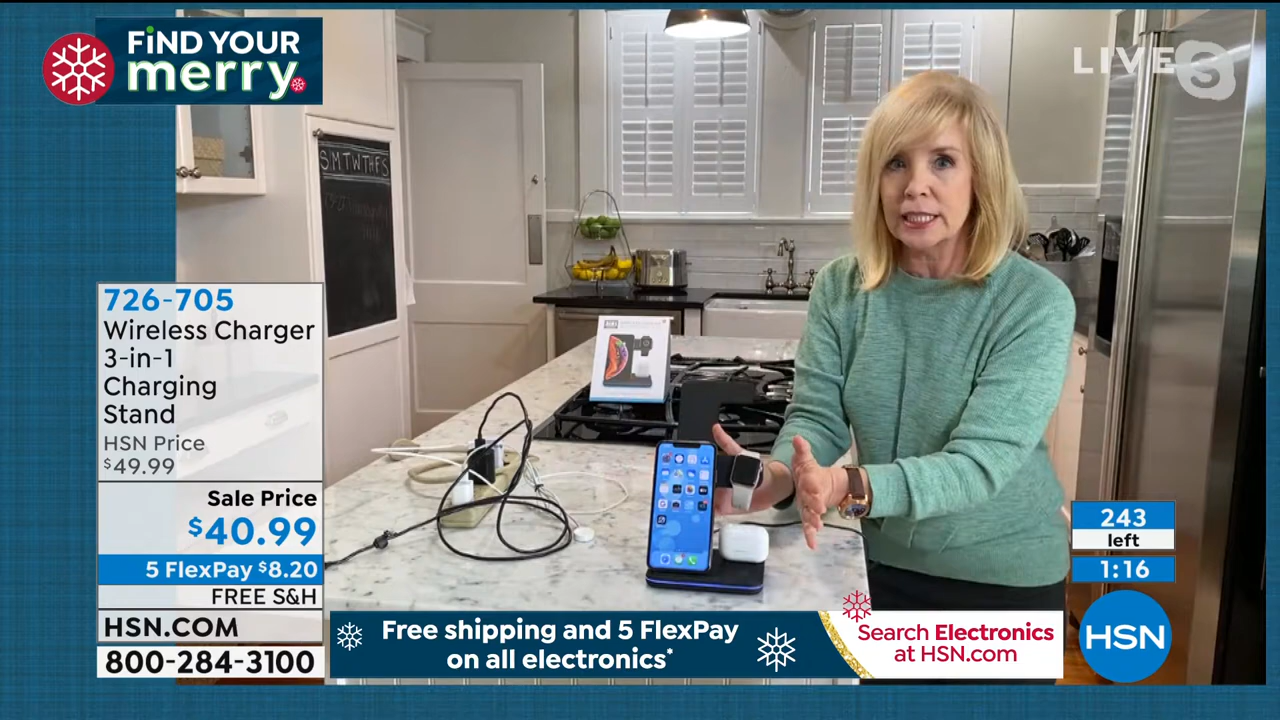 FiND YOUR
merry.
LIVE S
SMTWTHFS
726-705
Wireless Charger
3-in-1
Charging
Stand
HSN Price
$49.99
Sale Price
$40.99
5 FlexPay $8.20
FREE S&H
HSN.COM
800-284-3100
243
left
1:16
Free shipping and 5 FlexPay
on all electronics*
Search Electronics
at HSN.com
HSN